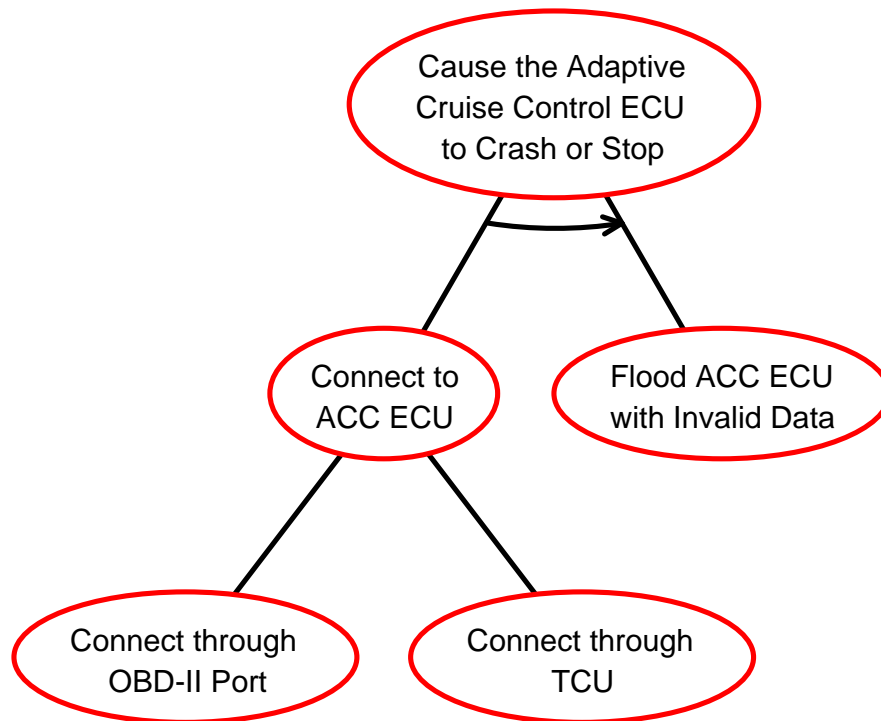 Cause the Adaptive
Cruise Control ECU
to Crash or Stop
Connect to
ACC ECU
Flood ACC ECU
with Invalid Data
Connect through
OBD-II Port
Connect through
TCU